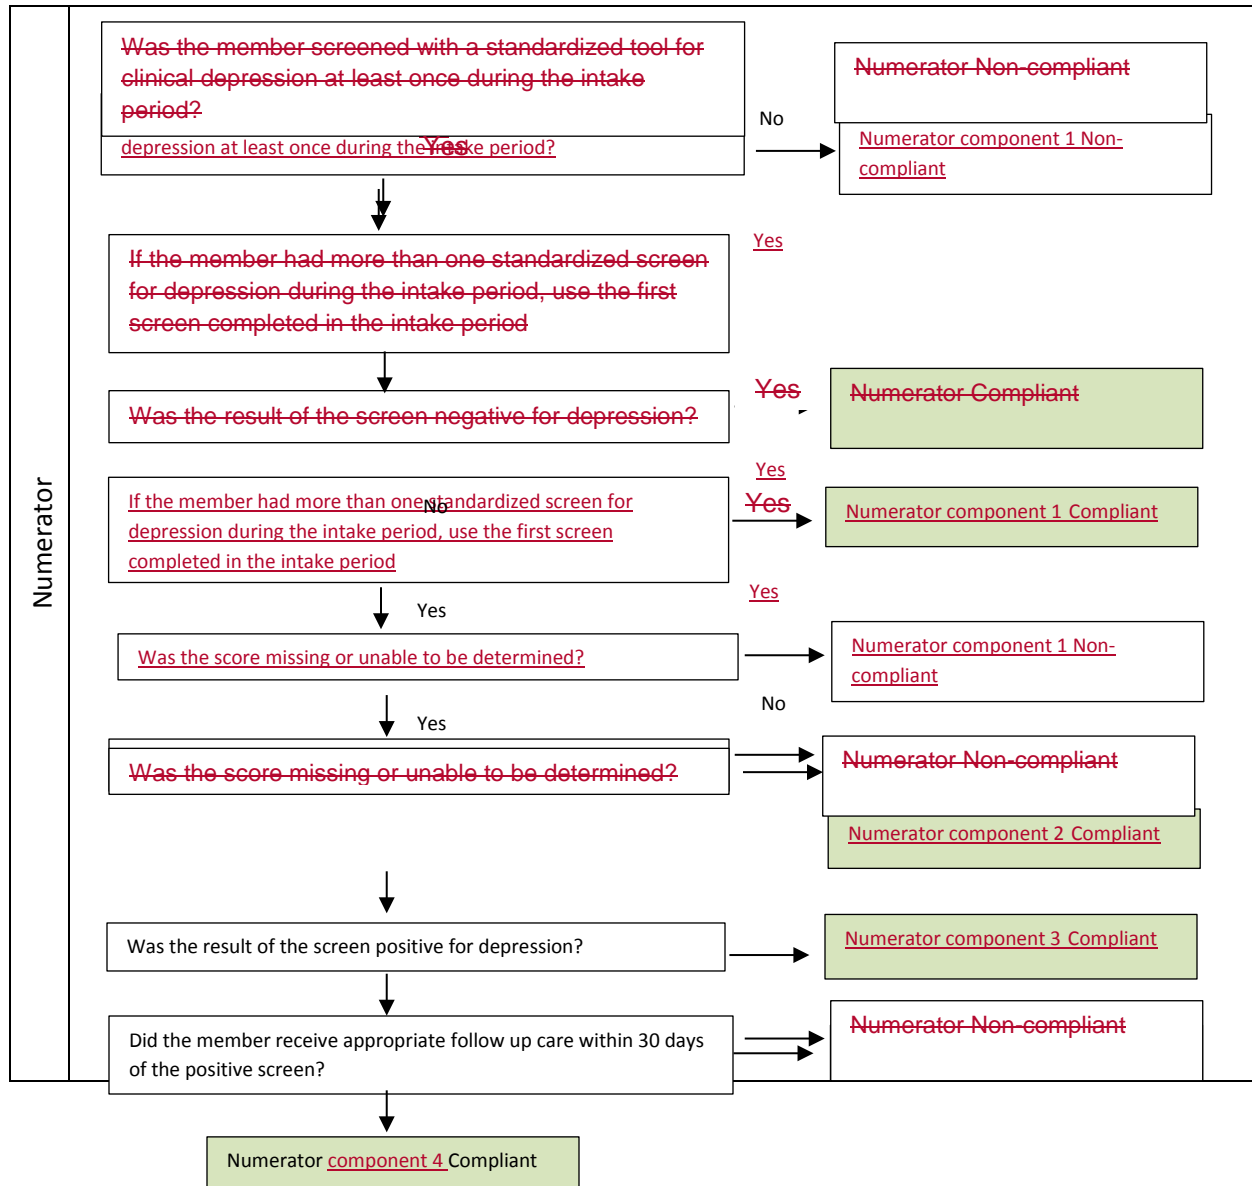 Numerator
Was the member screened with a standardized tool for
clinical depression at least once during the intake
period?
depression at least once during the intake period?
Yes
No
Numerator Non-compliant
Numerator component 1 Non-
compliant
Yes
If the member had more than one standardized screen
for depression during the intake period, use the first
screen completed in the intake period
Was the result of the screen negative for depression?
Yes
Numerator Compliant
If the member had more than one standardized screen for
depression during the intake period, use the first screen
completed in the intake period
No
Yes
Yes
Numerator component 1 Compliant
Yes
Yes
Was the score missing or unable to be determined?
Numerator component 1 Non-
compliant
Yes
No
Was the score missing or unable to be determined?
Numerator Non-compliant
Numerator component 2 Compliant
Was the result of the screen positive for depression?
Numerator component 3 Compliant
Did the member receive appropriate follow up care within 30 days
of the positive screen?
Numerator Non-compliant
Numerator component 4 Compliant